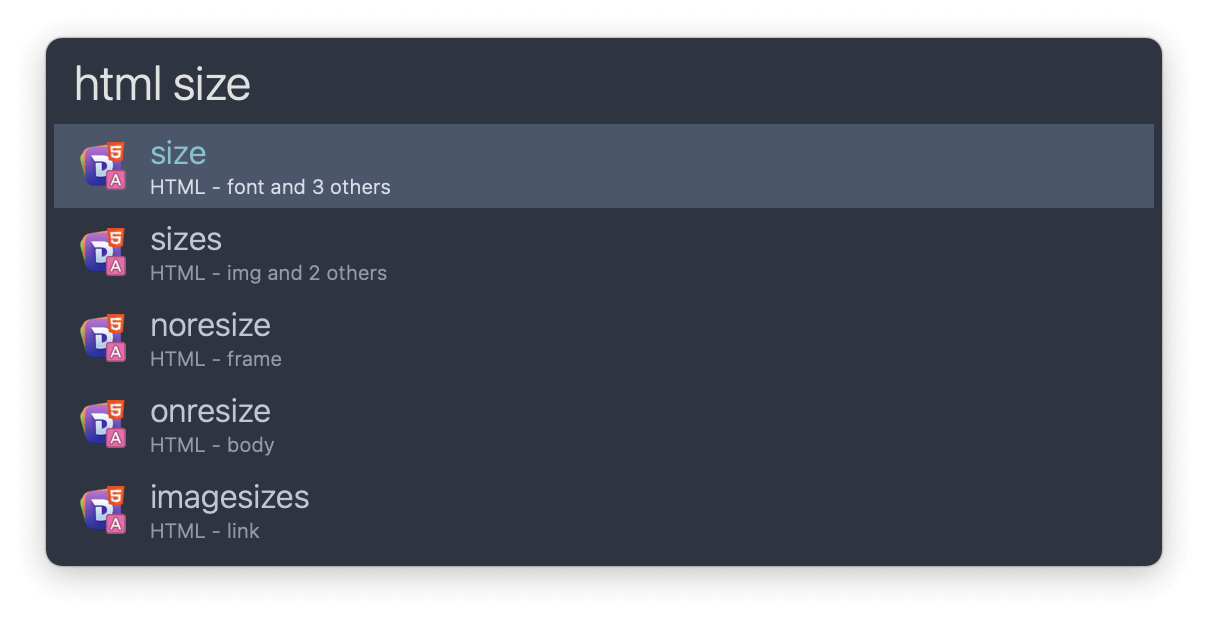 html size
size
HTML - font and 3 others
sizes
HTML - img and 2 others
noresize
HTML - frame
onresize
HTML - body
imagesizes
HTML - link